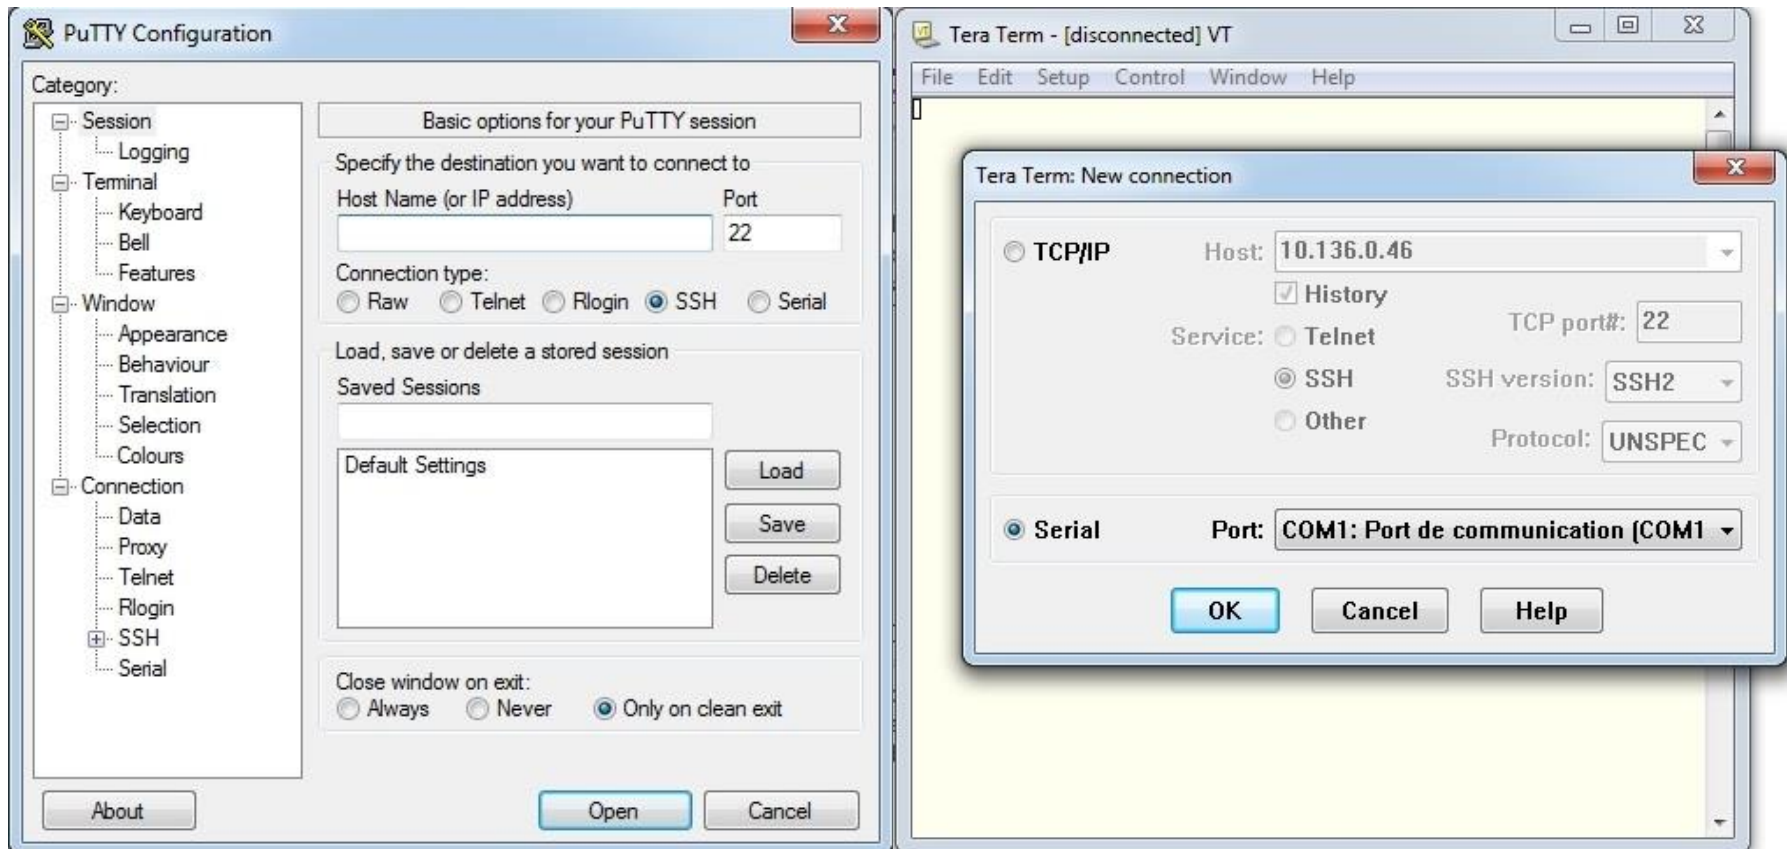 PuTTY Configuration
Category:
Session
Logging
Terminal
Keyboard
Bell
Features
Window
Appearance
Behaviour
Translation
Selection
Colours
Connection
Data
Proxy
Telnet
Rlogin
SSH
Serial
Basic options for your PuTTY session
Specify the destination you want to connect to
Host Name (or IP address) Port
22
Connection type:
Raw Telnet Rlogin SSH Serial
Load, save or delete a stored session
Saved Sessions
Default Settings
Load
Save
Delete
Close window on exit:
Always Never Only on clean exit
About Open Cancel
Tera Term - [disconnected] VT
File Edit Setup Control Window Help
Tera Term: New connection
TCP/IP Host: 10.136.0.46
History
Service: Telnet TCP port#: 22
SSH SSH version: SSH2
Other Protocol: UNSPEC
Serial Port: COM1: Port de communication (COM1
OK Cancel Help